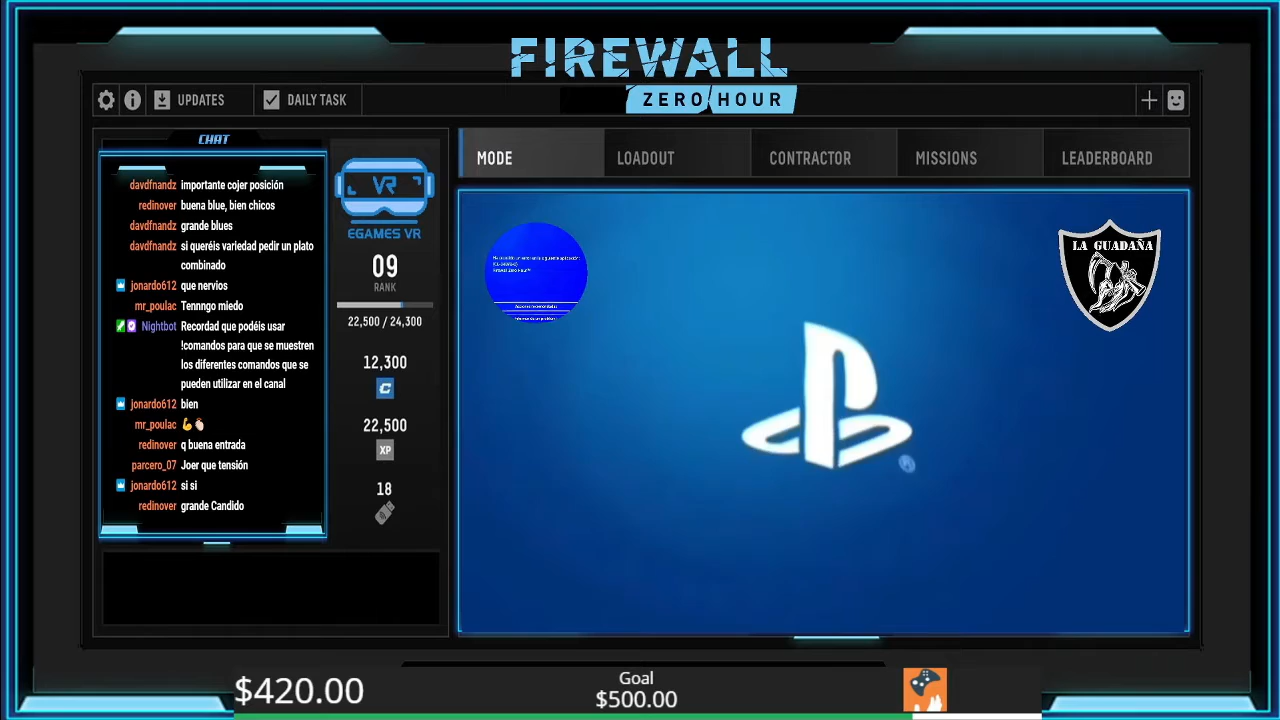 FIREWALL
ZERO HOUR
UPDATES
DAILY TASK
CHAT
davdfnandz importante cojer posición
redinover buena blue, bien chicos
davdfnandz grande blues
davdfnandz si queréis variedad pedir un plato
combinado
jonardo612 que nervios
mr_poulac Tennngo miedo
Nightbot Recordad que podéis usar
!comandos para que se muestren
los diferentes comandos que se
pueden utilizar en el canal
jonardo612 bien
mr_poulac 💪👏🏻
redinover q buena entrada
parcero_07 Joer que tensión
jonardo612 si si
redinover grande Candido
VR
EGAMES VR
09
RANK
22,500 / 24,300
12,300
C
22,500
XP
18
MODE
LOADOUT
CONTRACTOR
MISSIONS
LEADERBOARD
LA GUADAÑA
$420.00
Goal
$500.00